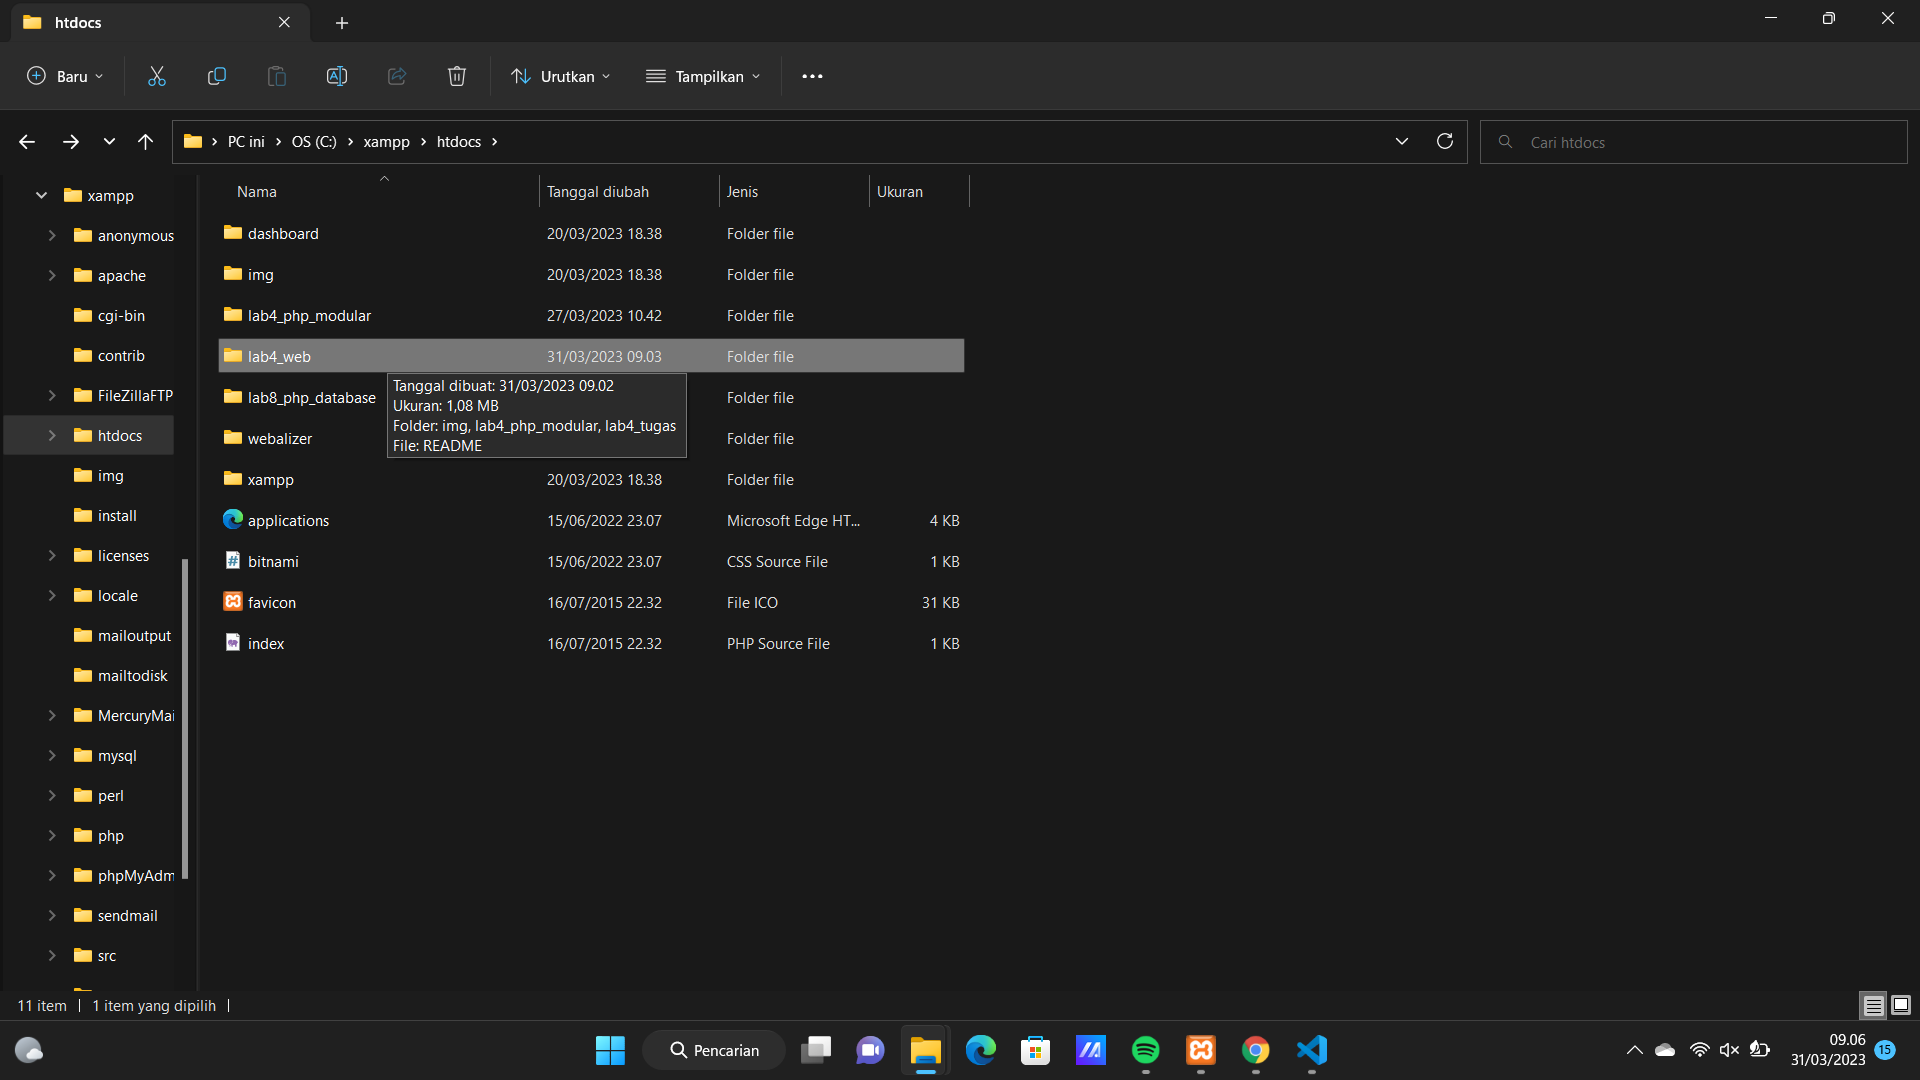 htdocs
Baru
Urutkan
Tampilkan
PC ini
OS (C:)
xampp
htdocs
Cari htdocs
xampp
anonymous
apache
cgi-bin
contrib
FileZillaFTP
htdocs
img
install
licenses
locale
mailoutput
mailtodisk
MercuryMai
mysql
perl
php
phpMyAdm
sendmail
src
Nama Tanggal diubah Jenis Ukuran
dashboard 20/03/2023 18.38 Folder file
img 20/03/2023 18.38 Folder file
lab4_php_modular 27/03/2023 10.42 Folder file
lab4_web 31/03/2023 09.03 Folder file
lab8_php_database Folder file
webalizer Folder file
xampp 20/03/2023 18.38 Folder file
applications 15/06/2022 23.07 Microsoft Edge HT... 4 KB
bitnami 15/06/2022 23.07 CSS Source File 1 KB
favicon 16/07/2015 22.32 File ICO 31 KB
index 16/07/2015 22.32 PHP Source File 1 KB
Tanggal dibuat: 31/03/2023 09.02
Ukuran: 1,08 MB
Folder: img, lab4_php_modular, lab4_tugas
File: README
11 item 1 item yang dipilih
Pencarian
09.06
31/03/2023
15